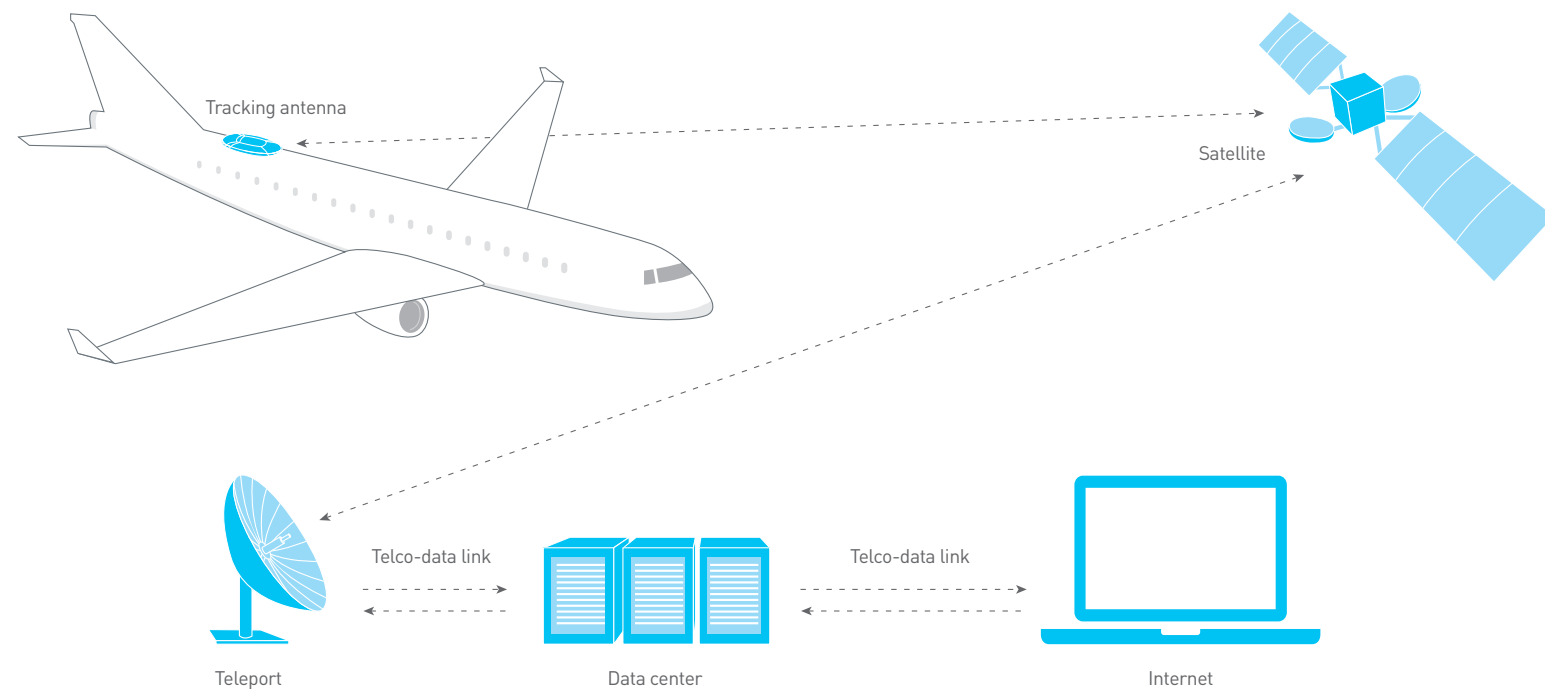 Tracking antenna
Satellite
Telco-data link
Telco-data link
Teleport
Data center
Internet